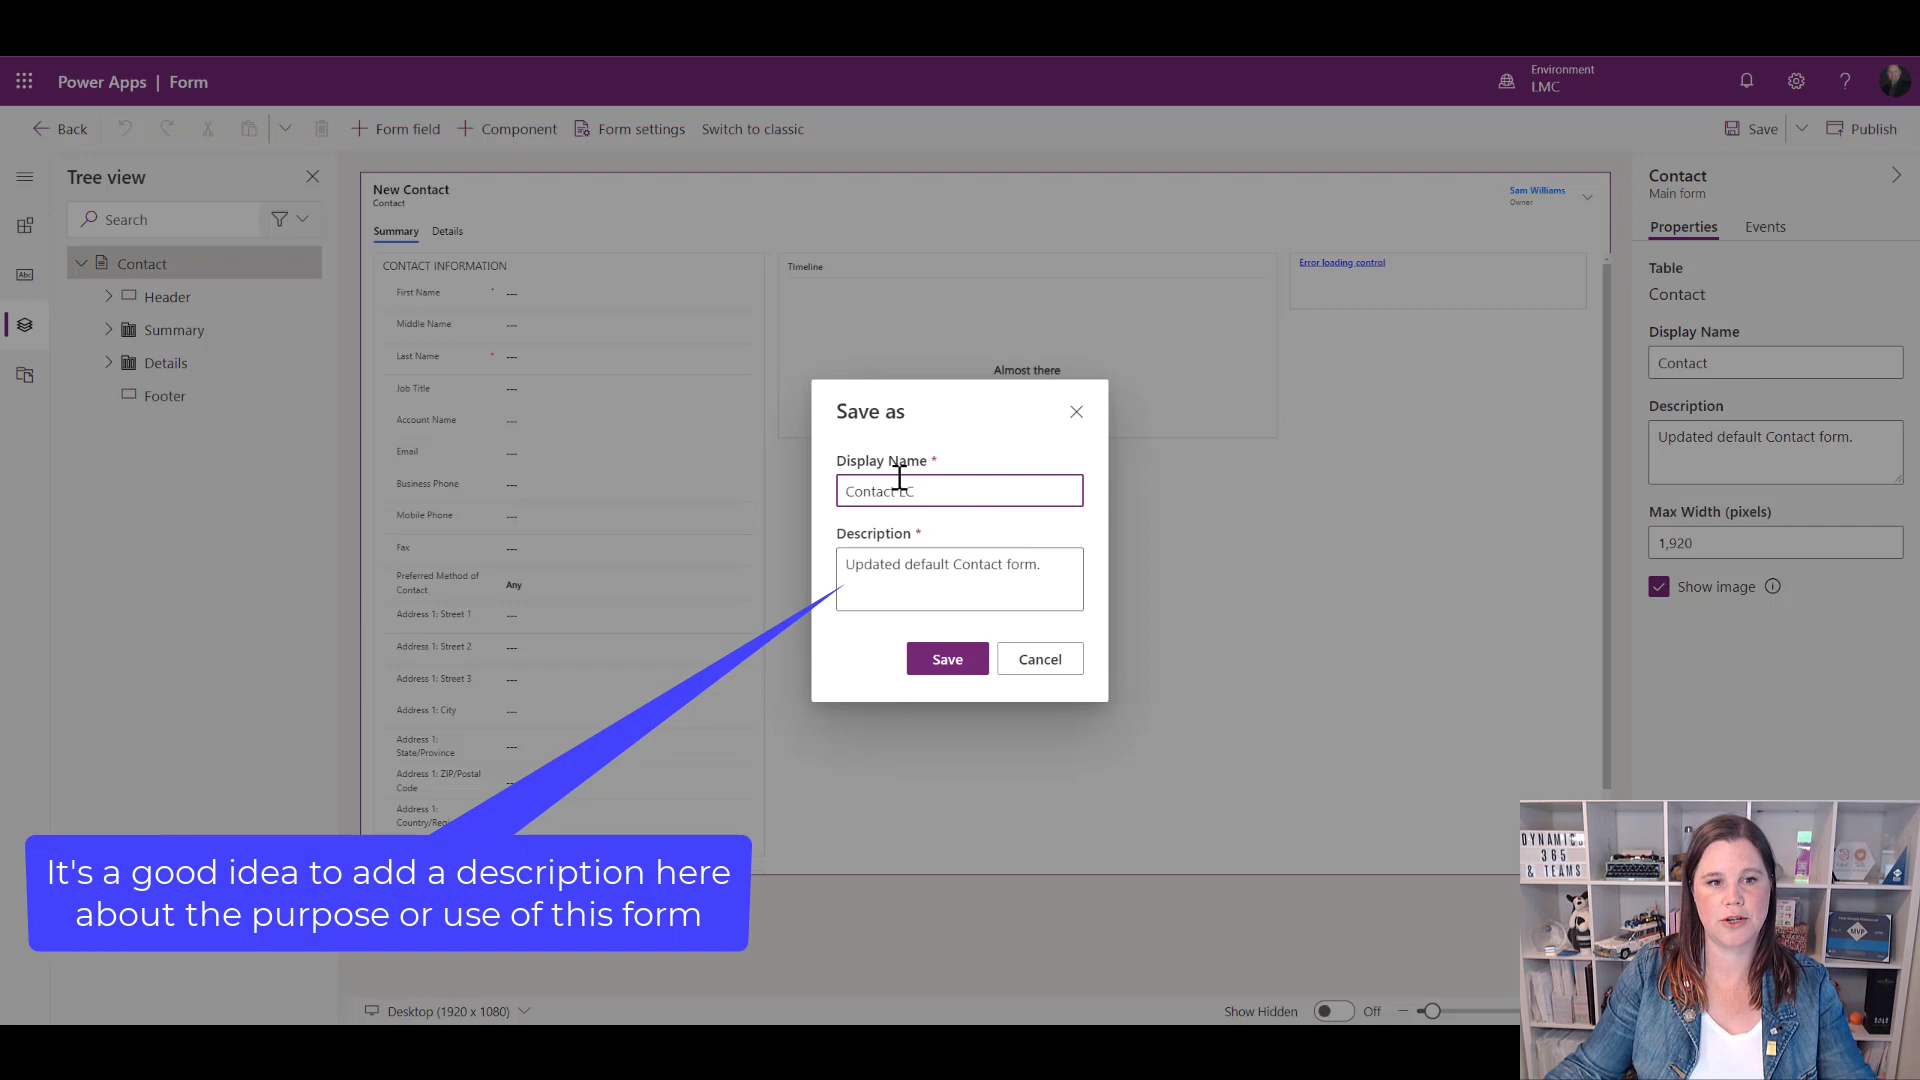 Power Apps | Form
Environment
LMC
Back
Form field
Component
Form settings
Switch to classic
Save
Publish
Tree view
Search
Contact
Header
Summary
Details
Footer
New Contact
Contact
Sam Williams
Owner
Summary
Details
CONTACT INFORMATION
First Name * ---
Middle Name ---
Last Name * ---
Job Title ---
Account Name ---
Email ---
Business Phone ---
Mobile Phone ---
Fax ---
Preferred Method of
Contact
Any
Address 1: Street 1 ---
Address 1: Street 2 ---
Address 1: Street 3 ---
Address 1: City ---
Address 1:
State/Province
---
Address 1: ZIP/Postal
Code
Address 1:
Timeline
Almost there
Error loading control
Save as
Display Name *
Contact LC
Description *
Updated default Contact form.
Save
Cancel
Contact
Main form
Properties
Events
Table
Contact
Display Name
Contact
Description
Updated default Contact form.
Max Width (pixels)
1,920
Show image
It's a good idea to add a description here
about the purpose or use of this form
Desktop (1920 x 1080)
Show Hidden
Off
DYNAMICS
365
& TEAMS
MVP